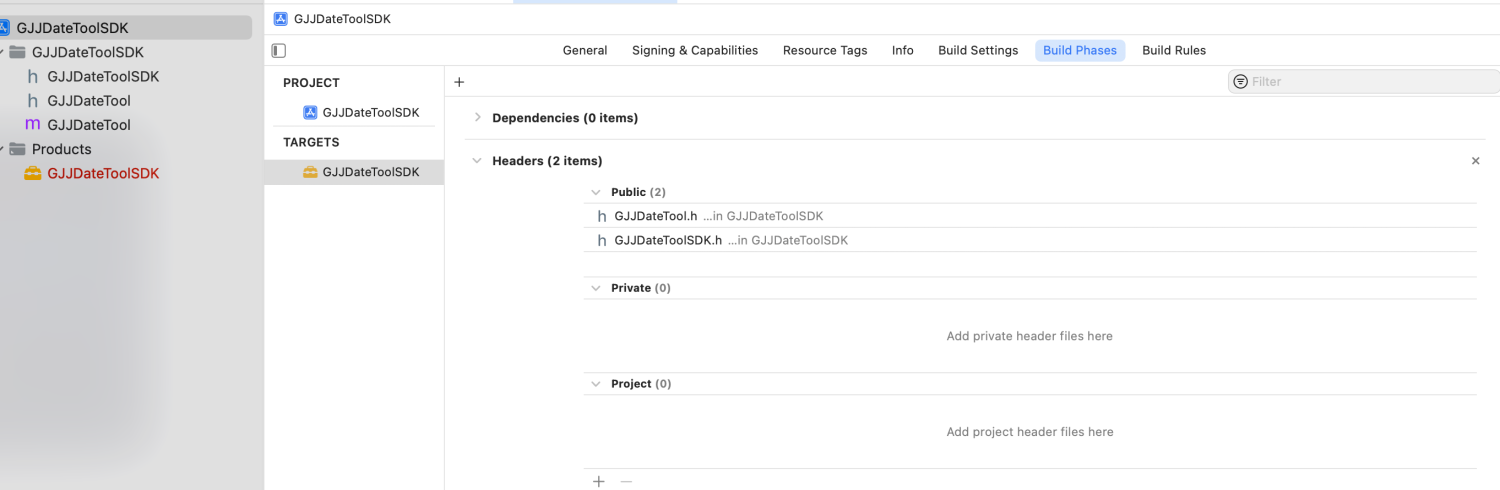 GJJDateToolSDK
GJJDateToolSDK
h GJJDateToolSDK
h GJJDateTool
m GJJDateTool
Products
GJJDateToolSDK
GJJDateToolSDK
General Signing & Capabilities Resource Tags Info Build Settings Build Phases Build Rules
PROJECT
GJJDateToolSDK
TARGETS
GJJDateToolSDK
+ Filter
Dependencies (0 items)
Headers (2 items) ×
Public (2)
h GJJDateTool.h ...in GJJDateToolSDK
h GJJDateToolSDK.h ...in GJJDateToolSDK
Private (0)
Add private header files here
Project (0)
Add project header files here
+ —